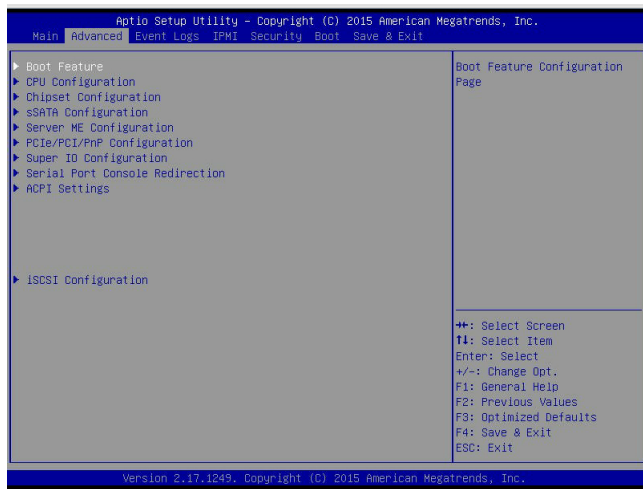 Aptio Setup Utility – Copyright (C) 2015 American Megatrends, Inc.
Main Advanced Event Logs IPMI Security Boot Save & Exit
Boot Feature
CPU Configuration
Chipset Configuration
sSATA Configuration
Server ME Configuration
PCIe/PCI/PnP Configuration
Super IO Configuration
Serial Port Console Redirection
ACPI Settings
iSCSI Configuration
Boot Feature Configuration
Page
→←: Select Screen
↑↓: Select Item
Enter: Select
+/-: Change Opt.
F1: General Help
F2: Previous Values
F3: Optimized Defaults
F4: Save & Exit
ESC: Exit
Version 2.17.1249. Copyright (C) 2015 American Megatrends, Inc.